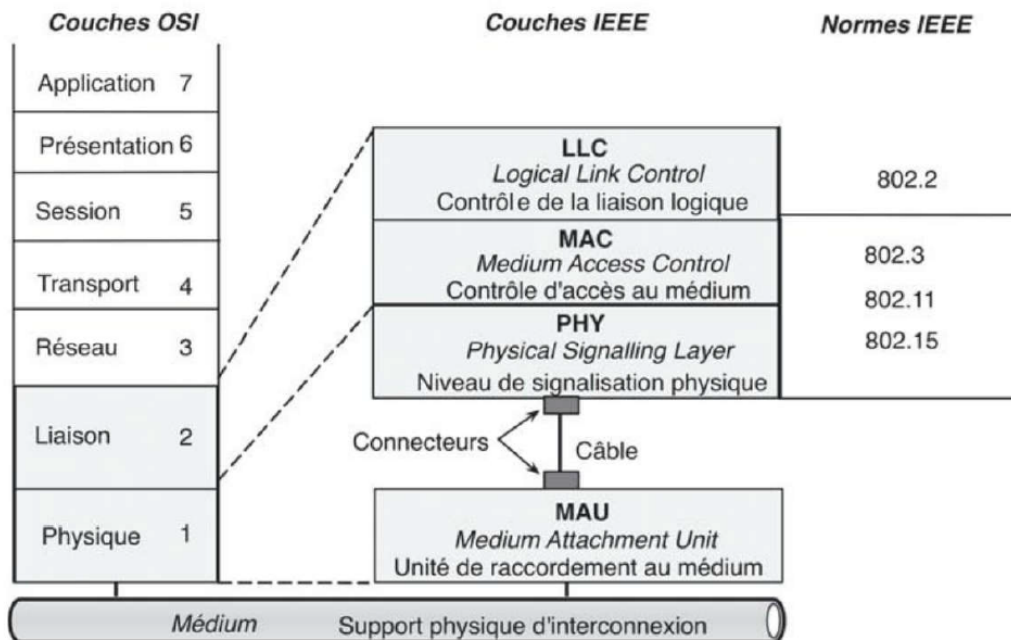 Couches OSI
Couches IEEE
Normes IEEE
Application 7
Présentation 6
Session 5
Transport 4
Réseau 3
Liaison 2
Physique 1
LLC
Logical Link Control
Contrôle de la liaison logique
802.2
MAC
Medium Access Control
Contrôle d'accès au médium
802.3
802.11
802.15
PHY
Physical Signalling Layer
Niveau de signalisation physique
Connecteurs
Câble
MAU
Medium Attachment Unit
Unité de raccordement au médium
Médium Support physique d'interconnexion